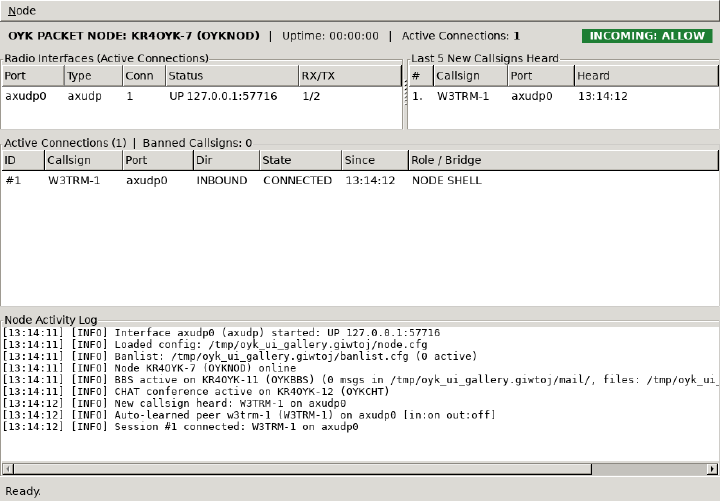 Node
OYK PACKET NODE: KR4OYK-7 (OYKNOD) | Uptime: 00:00:00 | Active Connections: 1 INCOMING: ALLOW
Radio Interfaces (Active Connections) Last 5 New Callsigns Heard
Port Type Conn Status RX/TX # Callsign Port Heard
axudp0 axudp 1 UP 127.0.0.1:57716 1/2 1. W3TRM-1 axudp0 13:14:12
Active Connections (1) | Banned Callsigns: 0
ID Callsign Port Dir State Since Role / Bridge
#1 W3TRM-1 axudp0 INBOUND CONNECTED 13:14:12 NODE SHELL
Node Activity Log
[13:14:11] [INFO] Interface axudp0 (axudp) started: UP 127.0.0.1:57716
[13:14:11] [INFO] Loaded config: /tmp/oyk_ui_gallery.giwtoj/node.cfg
[13:14:11] [INFO] Banlist: /tmp/oyk_ui_gallery.giwtoj/banlist.cfg (0 active)
[13:14:11] [INFO] Node KR4OYK-7 (OYKNOD) online
[13:14:11] [INFO] BBS active on KR4OYK-11 (OYKBBS) (0 msgs in /tmp/oyk_ui_gallery.giwtoj/mail/, files: /tmp/oyk_ui_
[13:14:11] [INFO] CHAT conference active on KR4OYK-12 (OYKCHT)
[13:14:12] [INFO] New callsign heard: W3TRM-1 on axudp0
[13:14:12] [INFO] Auto-learned peer w3trm-1 (W3TRM-1) on axudp0 [in:on out:off]
[13:14:12] [INFO] Session #1 connected: W3TRM-1 on axudp0
Ready.